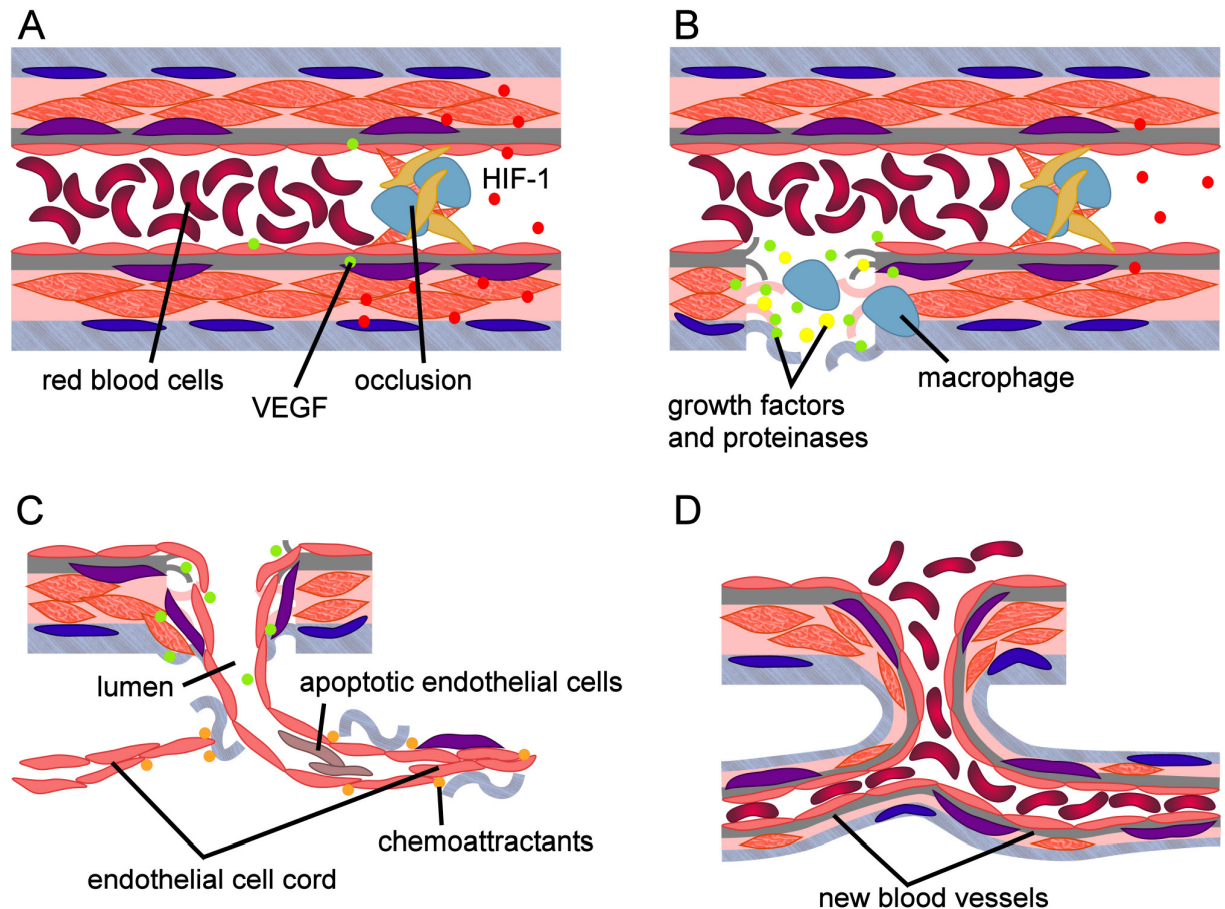 A
B
HIF-1
red blood cells
VEGF
occlusion
growth factors
and proteinases
macrophage
C
D
lumen
apoptotic endothelial cells
chemoattractants
endothelial cell cord
new blood vessels